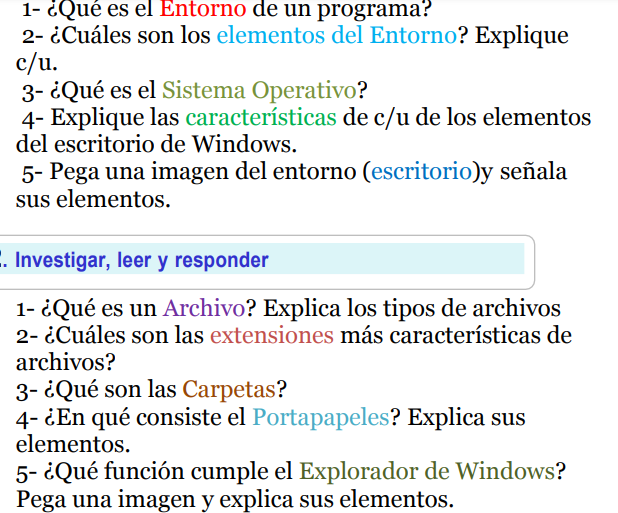 1- ¿Qué es el Entorno de un programa?
2- ¿Cuáles son los elementos del Entorno? Explique
c/u.
3- ¿Qué es el Sistema Operativo?
4- Explique las características de c/u de los elementos
del escritorio de Windows.
5- Pega una imagen del entorno (escritorio)y señala
sus elementos.
. Investigar, leer y responder
1- ¿Qué es un Archivo? Explica los tipos de archivos
2- ¿Cuáles son las extensiones más características de
archivos?
3- ¿Qué son las Carpetas?
4- ¿En qué consiste el Portapapeles? Explica sus
elementos.
5- ¿Qué función cumple el Explorador de Windows?
Pega una imagen y explica sus elementos.